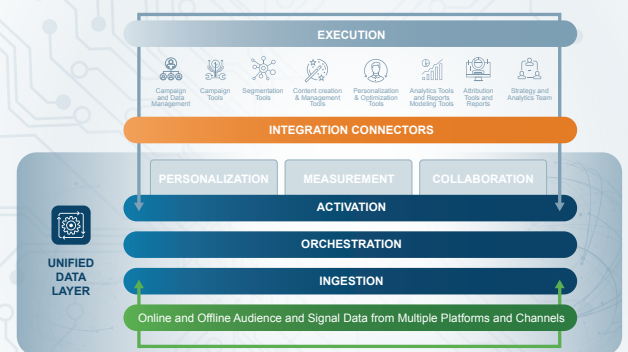 EXECUTION
Campaign
and Data
Management
Campaign
Tools
Segmentation
Tools
Content creation
& Management
Tools
Personalization
& Optimization
Tools
Analytics Tools
and Reports
Modeling Tools
Attribution
Tools and
Reports
Strategy and
Analytics Team
INTEGRATION CONNECTORS
PERSONALIZATION
MEASUREMENT
COLLABORATION
ACTIVATION
ORCHESTRATION
INGESTION
UNIFIED
DATA
LAYER
Online and Offline Audience and Signal Data from Multiple Platforms and Channels